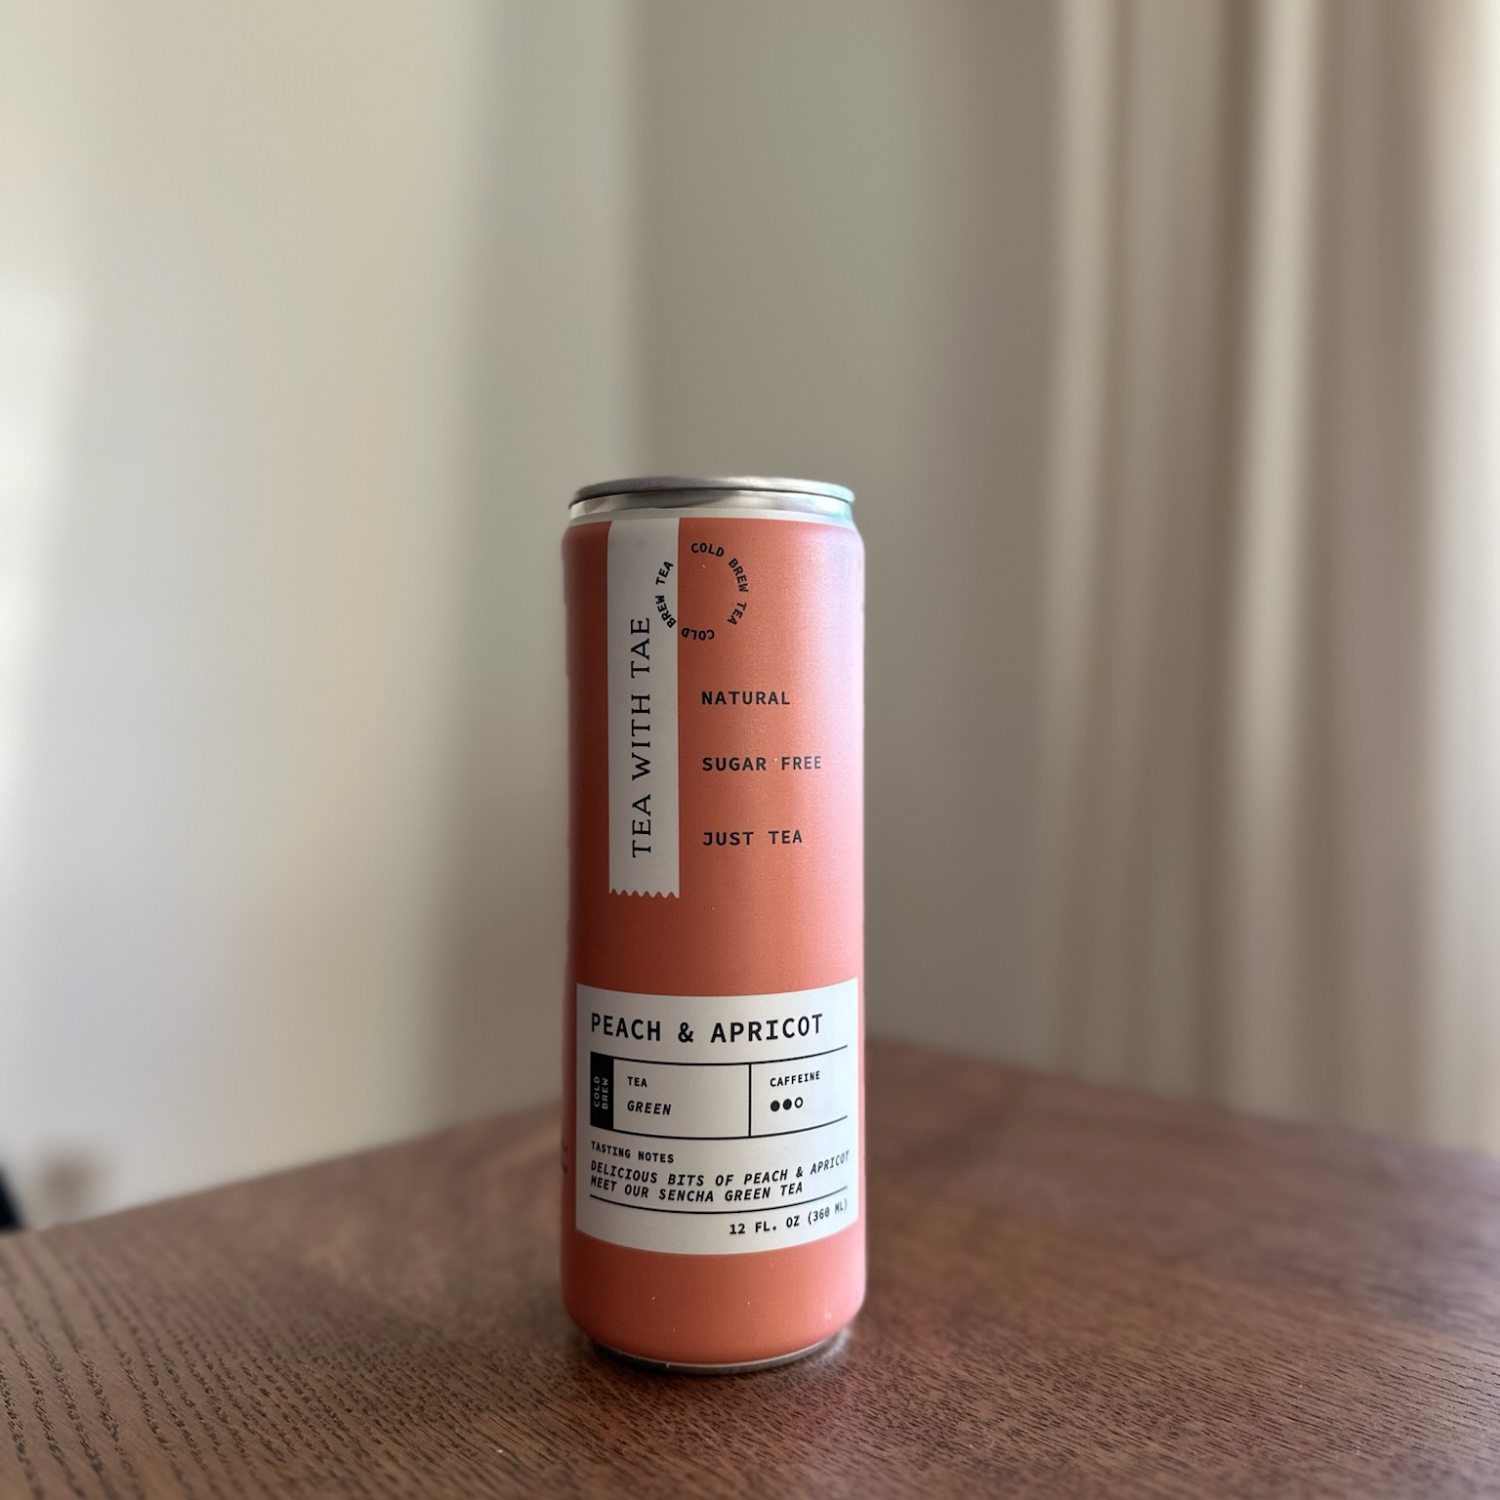 TEA WITH TAE
COLD BREW TEA COLD BREW TEA
NATURAL
SUGAR FREE
JUST TEA
PEACH & APRICOT
COLD
BREW
TEA
GREEN
CAFFEINE
TASTING NOTES
DELICIOUS BITS OF PEACH & APRICOT
MEET OUR SENCHA GREEN TEA
12 FL. OZ (360 ML)